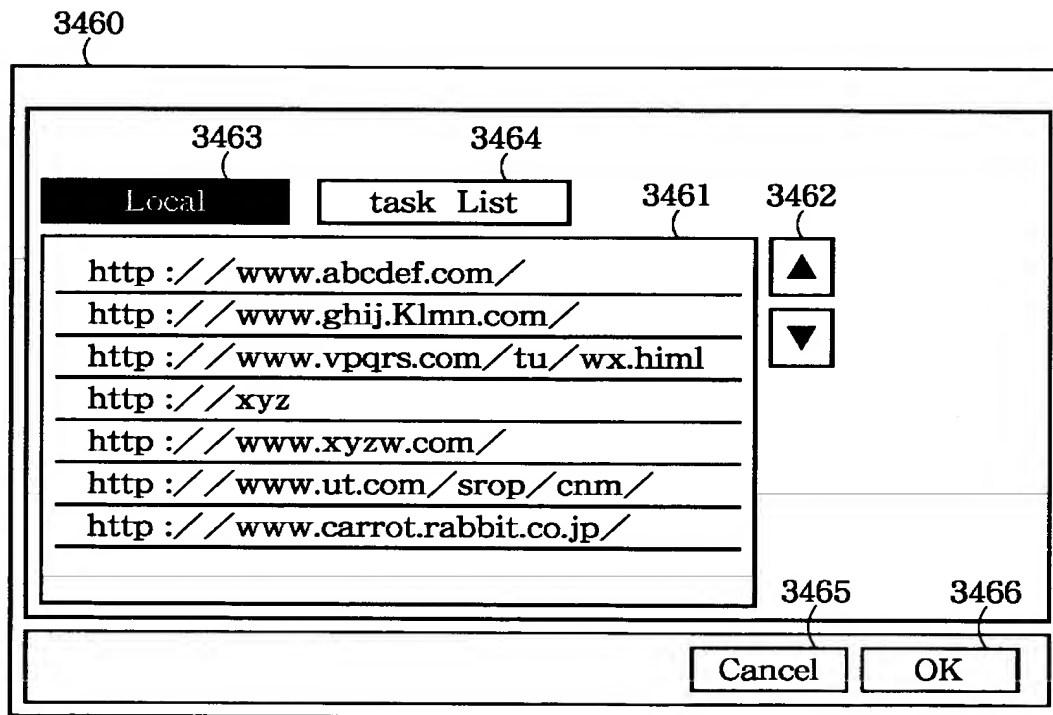 3460
3463 3464
Local task List 3461 3462
http://www.abcdef.com/ ▲
http://www.ghij.Klmn.com/
http://www.vpqrs.com/tu/wx.himl ▼
http://xyz
http://www.xyzw.com/
http://www.ut.com/srop/cnm/
http://www.carrot.rabbit.co.jp/
3465 3466
Cancel OK